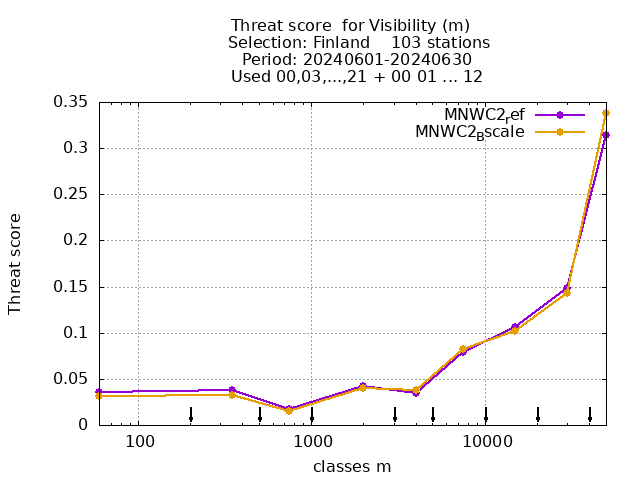 Threat score  for Visibility (m)
Selection: Finland    103 stations
Period: 20240601-20240630
Used 00,03,...,21 + 00 01 ... 12
MNWC2ref
MNWC2Bscale
0.35
0.3
0.25
0.2
0.15
0.1
0.05
0
Threat score
100
1000
10000
classes m